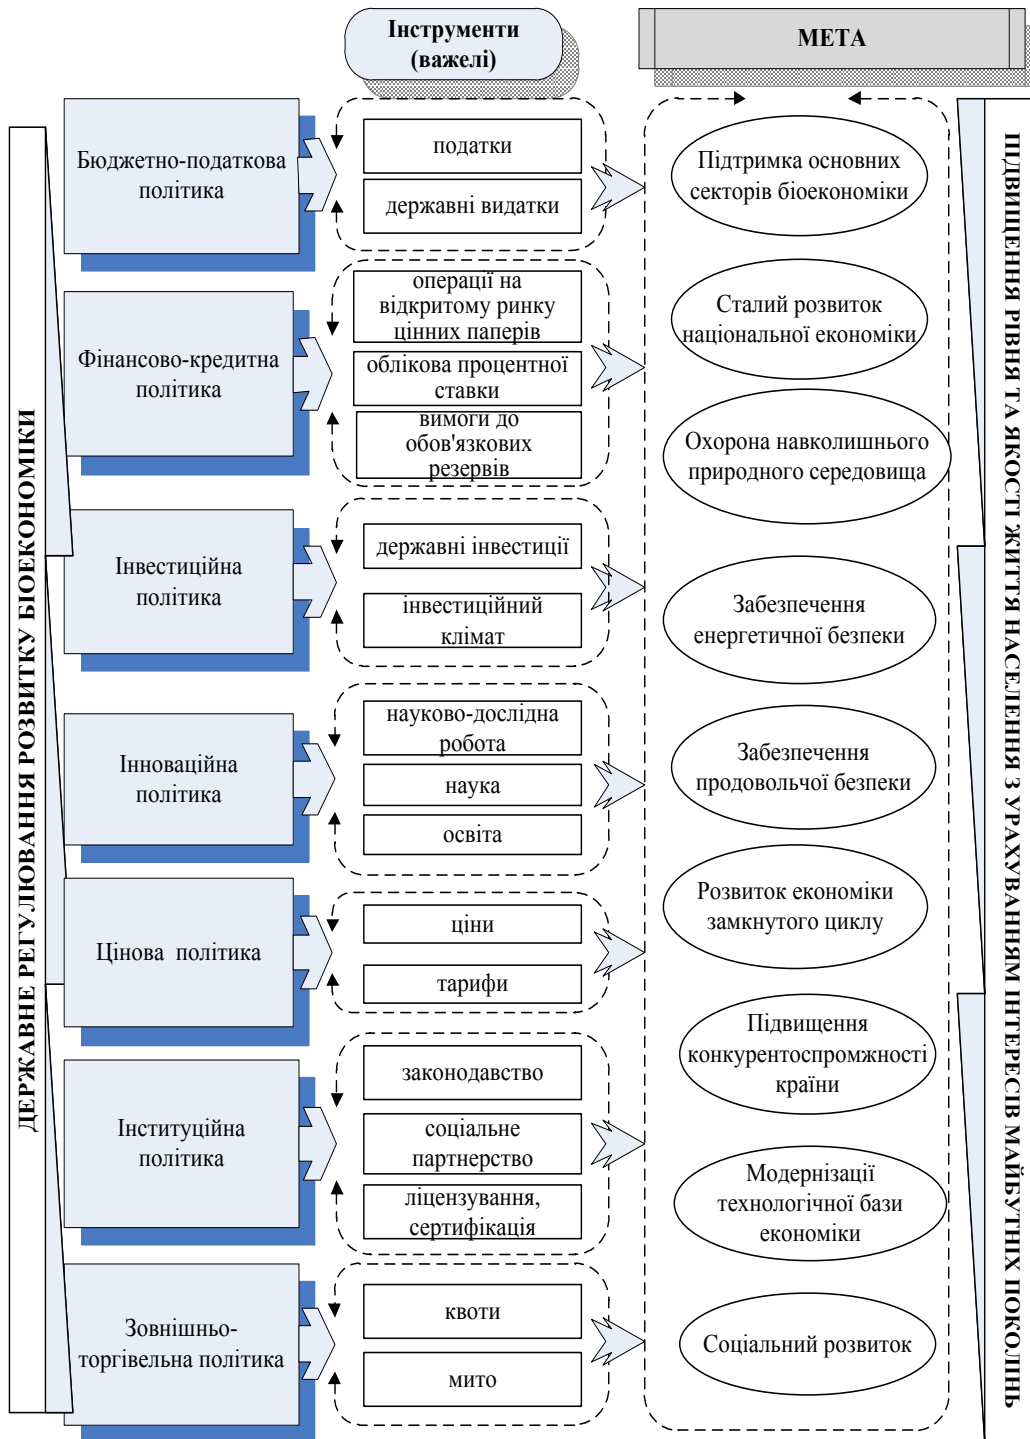 Інструменти
(важелі)
МЕТА
ДЕРЖАВНЕ РЕГУЛЮВАННЯ РОЗВИТКУ БІОЕКОНОМІКИ
Бюджетно-податкова
політика
податки
державні видатки
Фінансово-кредитна
політика
операції на
відкритому ринку
цінних паперів
облікова процентної
ставки
вимоги до
обов'язкових
резервів
Інвестиційна
політика
державні інвестиції
інвестиційний
клімат
Інноваційна
політика
науково-дослідна
робота
наука
освіта
Цінова політика
ціни
тарифи
Інституційна
політика
законодавство
соціальне
партнерство
ліцензування,
сертифікація
Зовнішньо-
торгівельна політика
квоти
мито
Підтримка основних
секторів біоекономіки
Сталий розвиток
національної економіки
Охорона навколишнього
природного середовища
Забезпечення
енергетичної безпеки
Забезпечення
продовольчої безпеки
Розвиток економіки
замкнутого циклу
Підвищення
конкурентоспромжності
країни
Модернізації
технологічної бази
економіки
Соціальний розвиток
ПІДВИЩЕННЯ РІВНЯ ТА ЯКОСТІ ЖИТТЯ НАСЕЛЕННЯ З УРАХУВАННЯМ ІНТЕРЕСІВ МАЙБУТНІХ ПОКОЛІНЬ